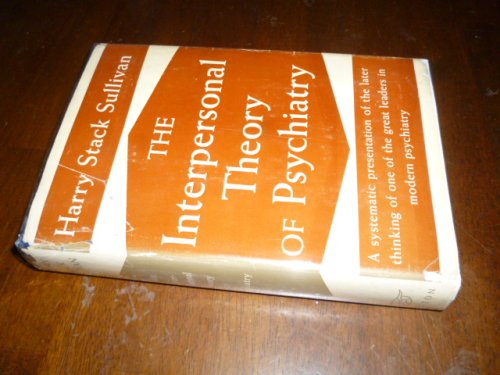 Harry Stack Sullivan
THE
Interpersonal
Theory
OF Psychiatry
A systematic presentation of the later
thinking of one of the great leaders in
modern psychiatry